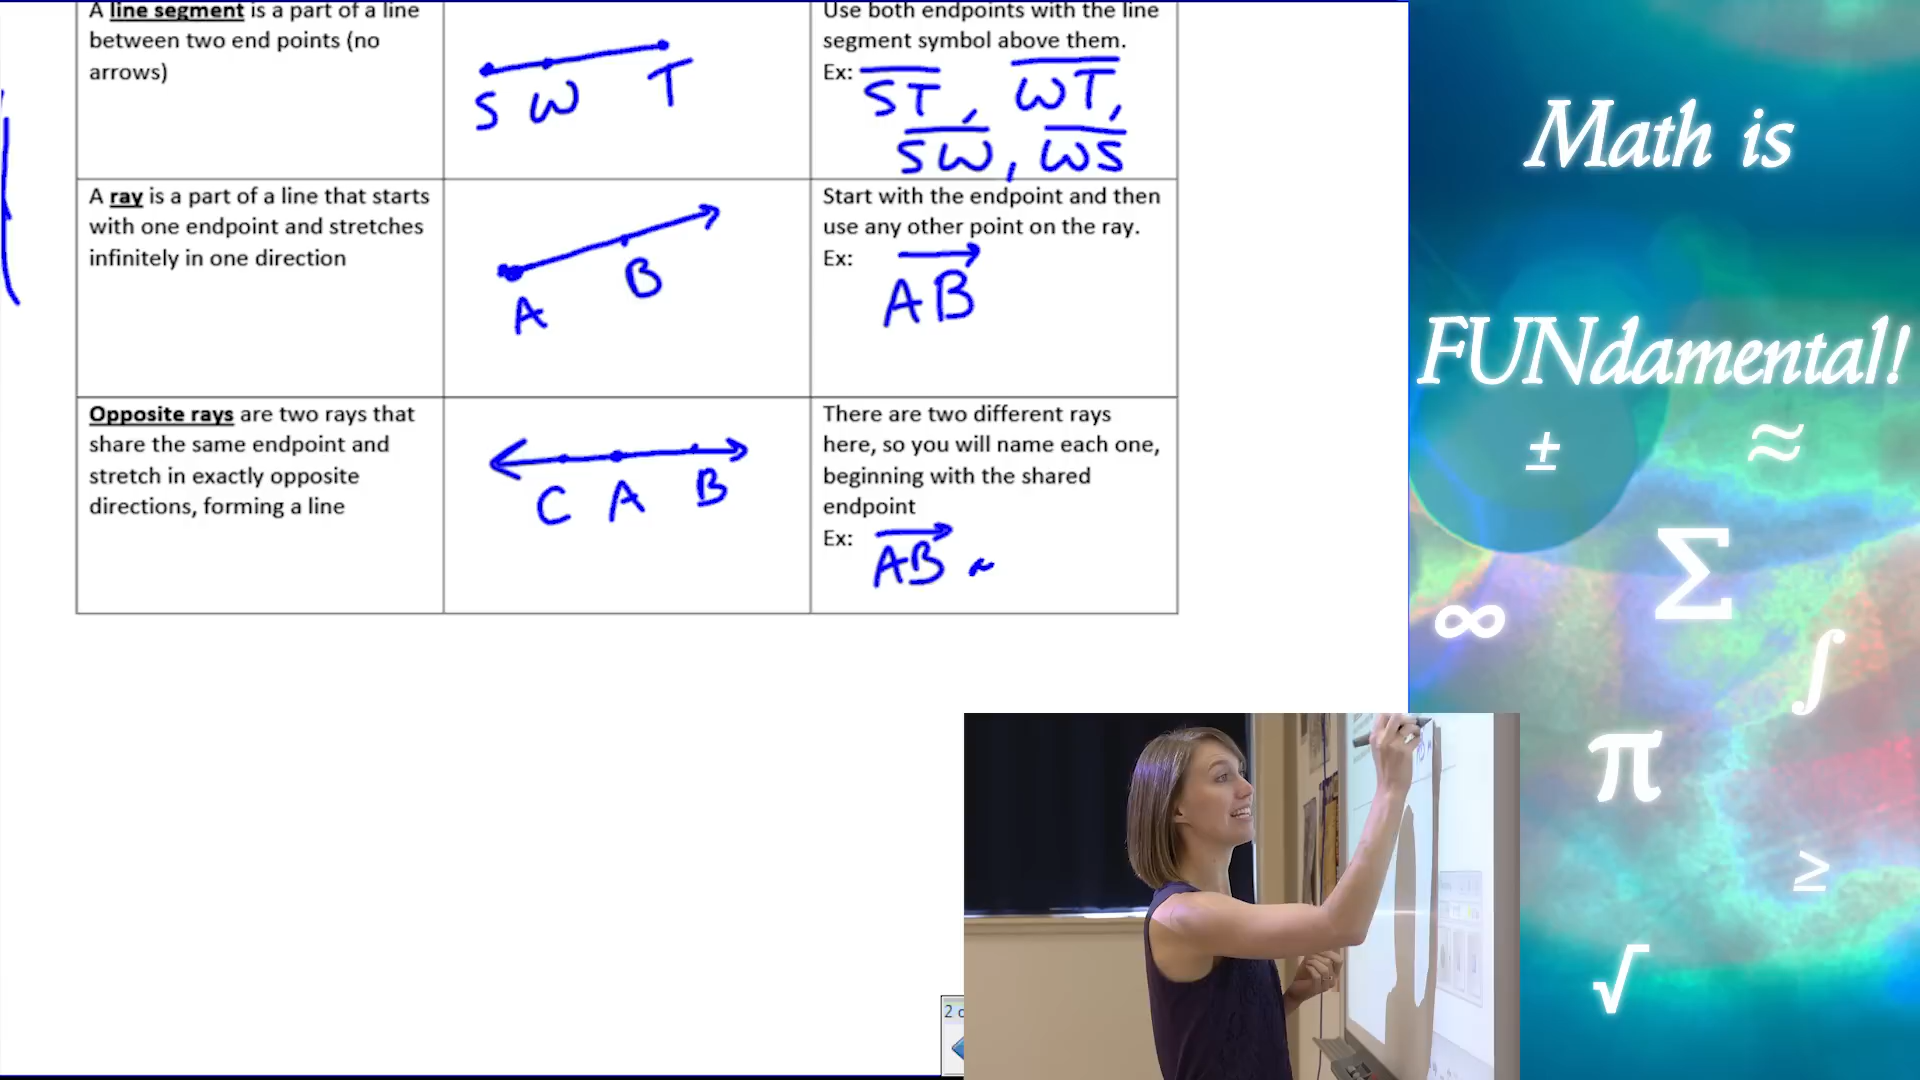 A line segment is a part of a line
between two end points (no
arrows)
S W T
Use both endpoints with the line
segment symbol above them.
Ex: ST, WT,
SW, WS
A ray is a part of a line that starts
with one endpoint and stretches
infinitely in one direction
A B
Start with the endpoint and then
use any other point on the ray.
Ex:
AB
Opposite rays are two rays that
share the same endpoint and
stretch in exactly opposite
directions, forming a line
C A B
There are two different rays
here, so you will name each one,
beginning with the shared
endpoint
Ex: AB
Math is
FUNdamental!
± ≈
Σ
∞
∫
π
≥
√